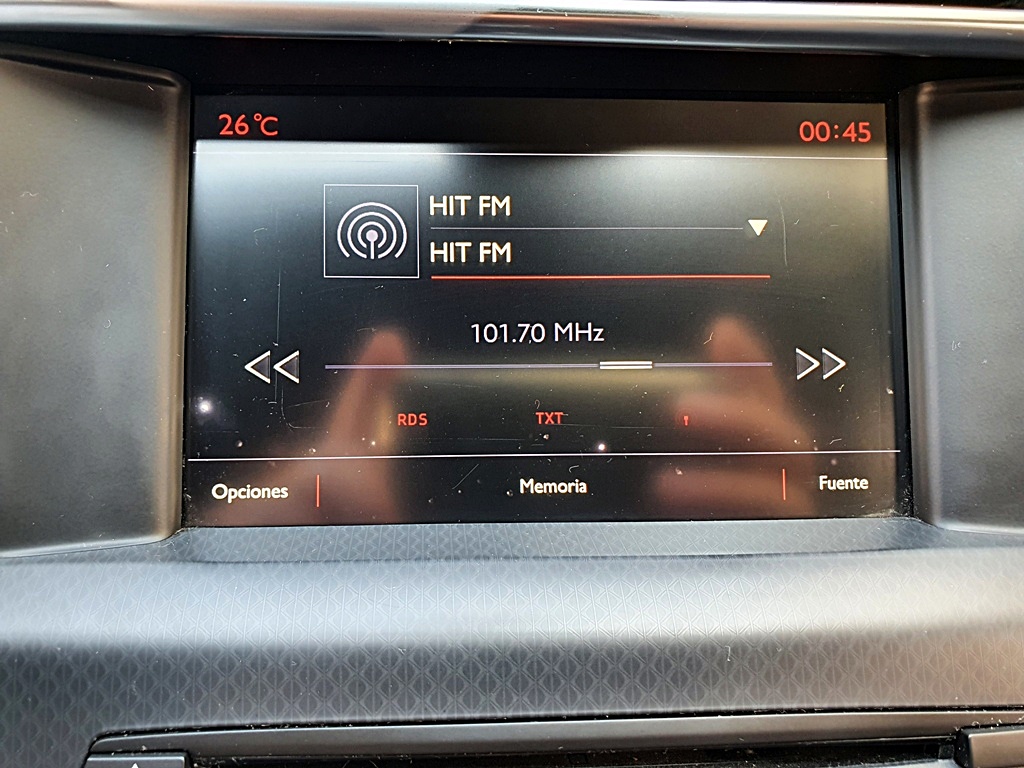 26°C 00:45
HIT FM
HIT FM
101.70 MHz
RDS TXT
Opciones Memoria Fuente